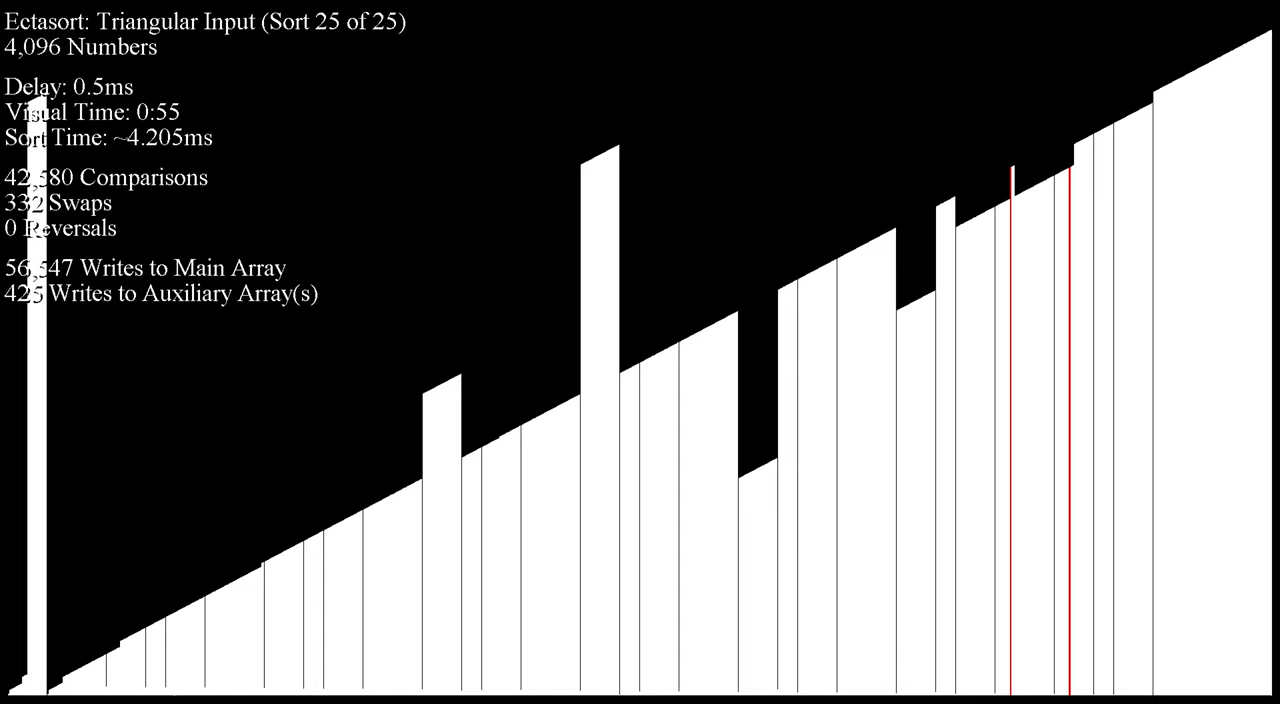 Ectasort: Triangular Input (Sort 25 of 25)
4,096 Numbers
Delay: 0.5ms
Visual Time: 0:55
Sort Time: ~4.205ms
42,580 Comparisons
332 Swaps
0 Reversals
56,547 Writes to Main Array
425 Writes to Auxiliary Array(s)